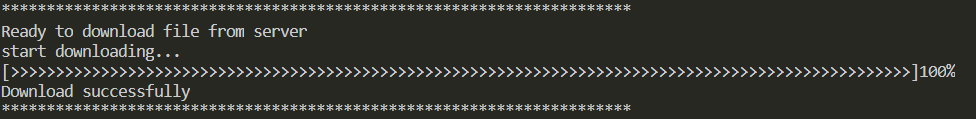 **********************************************************************
Ready to download file from server
start downloading...
[>>>>>>>>>>>>>>>>>>>>>>>>>>>>>>>>>>>>>>>>>>>>>>>>>>>>>>>>>>>>>>>>>>>>>>>>>>>>>>>>>>>>>>>>>>>>>>>>>>>>]100%
Download successfully
**********************************************************************